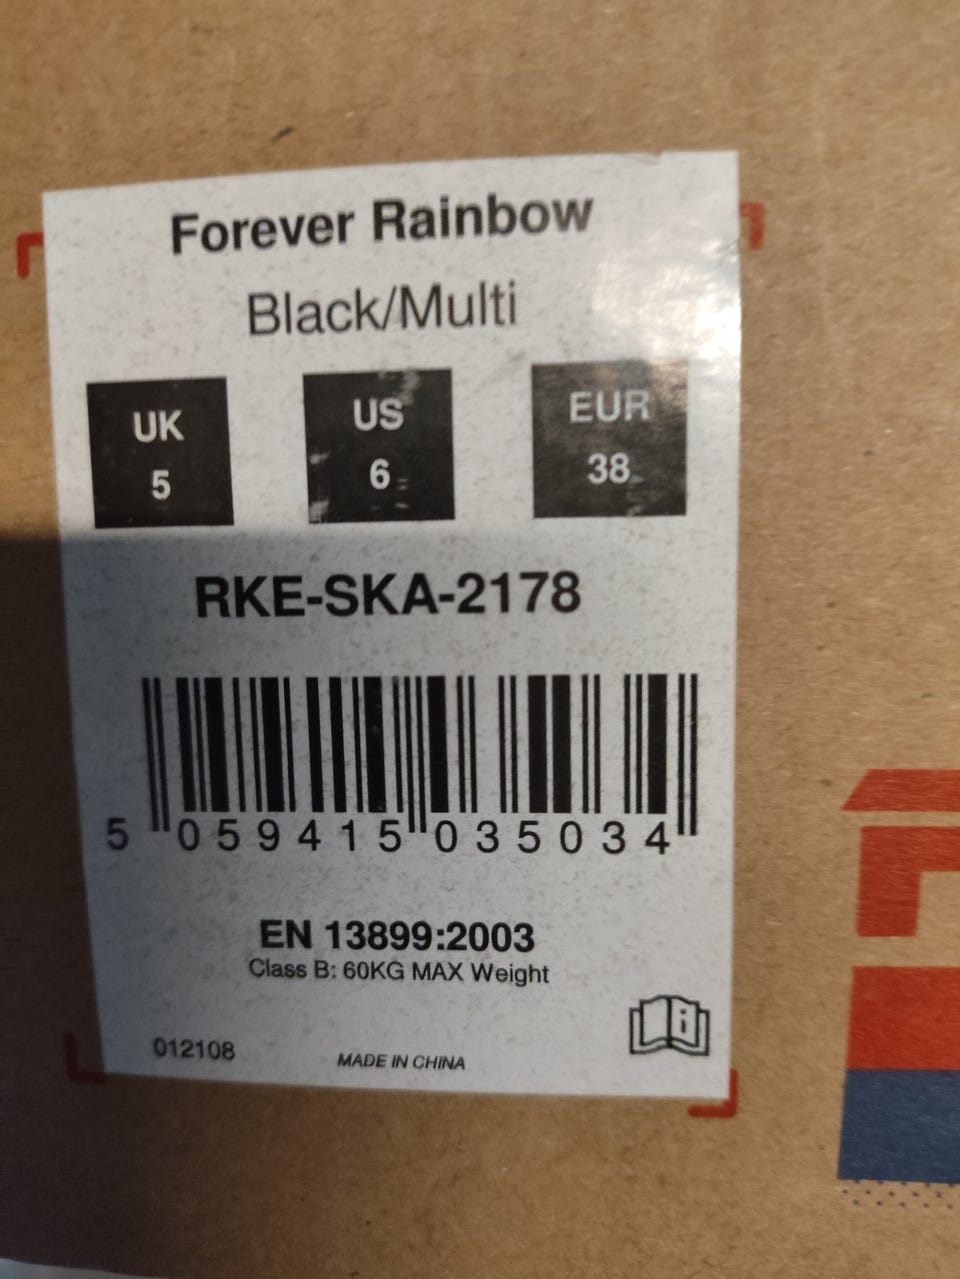 Forever Rainbow
Black/Multi
UK US EUR
5 6 38
RKE-SKA-2178
5 059415 035034
EN 13899:2003
Class B: 60KG MAX Weight
012108 MADE IN CHINA